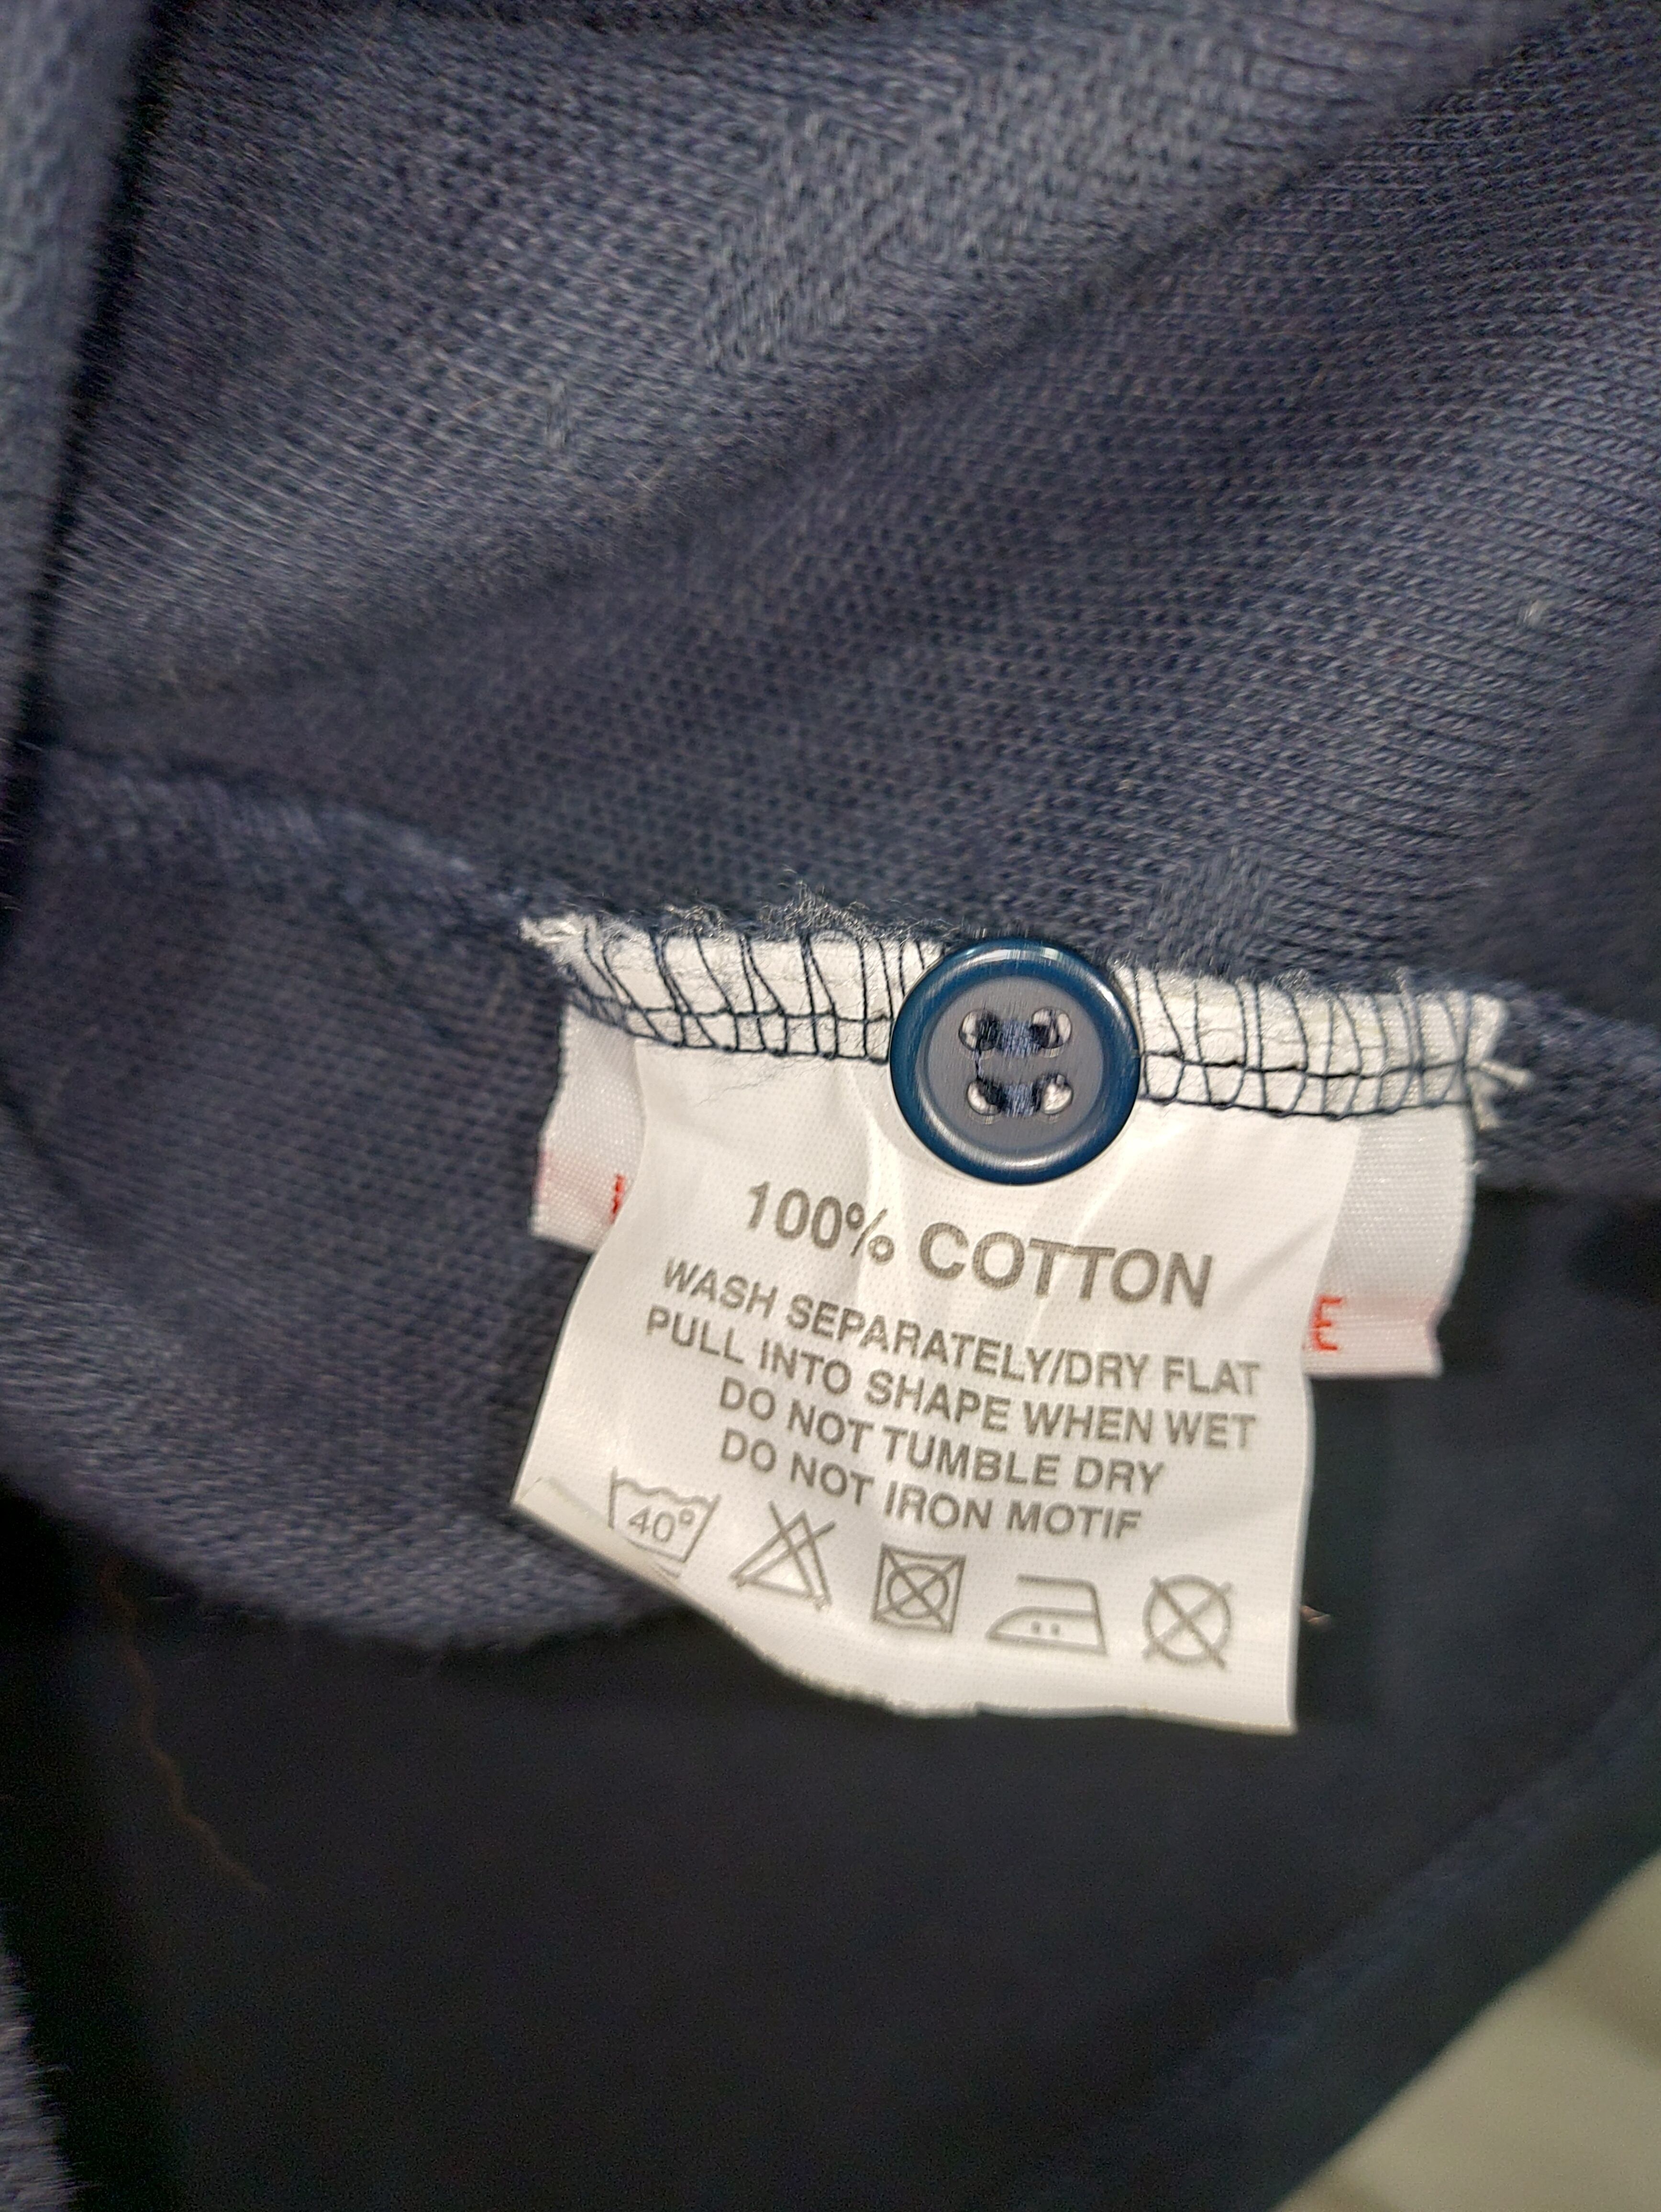 100% COTTON
WASH SEPARATELY/DRY FLAT
PULL INTO SHAPE WHEN WET
DO NOT TUMBLE DRY
DO NOT IRON MOTIF
40°